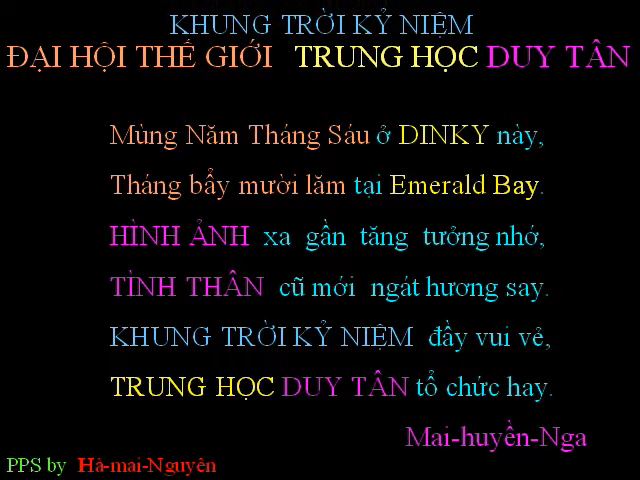 KHUNG TRỜI KỶ NIỆM
ĐẠI HỘI THẾ GIỚI TRUNG HỌC DUY TÂN
Mùng Năm Tháng Sáu ở DINKY này,
Tháng bẩy mười lăm tại Emerald Bay.
HÌNH ẢNH xa gần tăng tưởng nhớ,
TÌNH THÂN cũ mới ngát hương say.
KHUNG TRỜI KỶ NIỆM đầy vui vẻ,
TRUNG HỌC DUY TÂN tổ chức hay.
Mai-huyền-Nga
PPS by Hà-mai-Nguyên